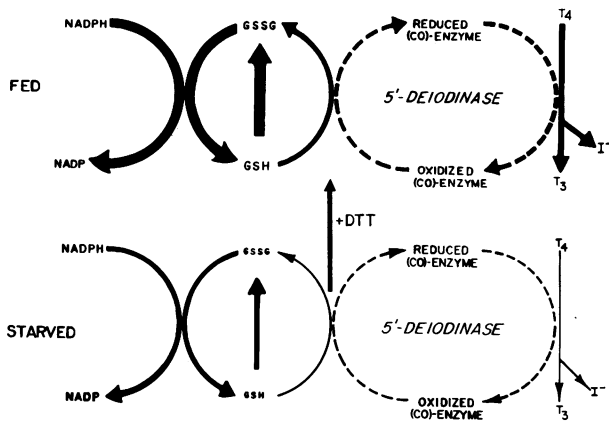 NADPH
GSSG
REDUCED
(CO)-ENZYME
T4
FED
5'-DEIODINASE
I-
NADP
GSH
OXIDIZED
(CO)-ENZYME
T3
+DTT
NADPH
GSSG
REDUCED
(CO)-ENZYME
T4
STARVED
5'-DEIODINASE
I-
NADP
GSH
OXIDIZED
(CO)-ENZYME
T3